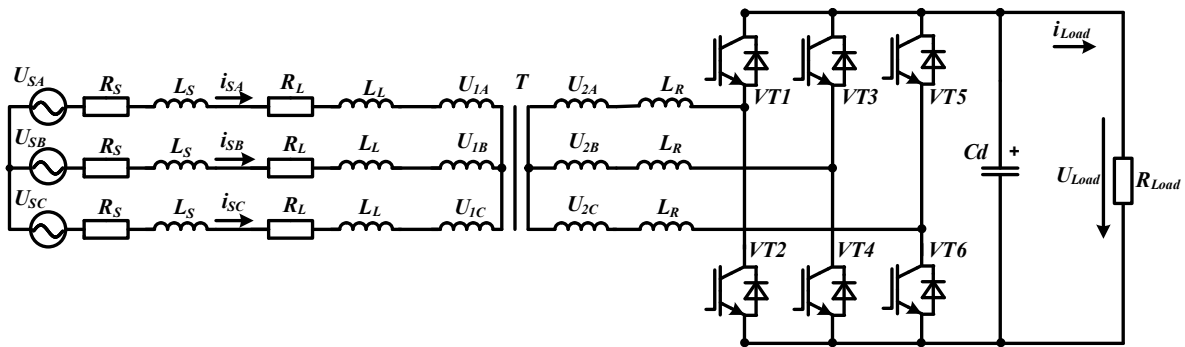 U_SA R_S L_S i_SA R_L L_L U_1A T U_2A L_R VT1 VT3 VT5 i_Load
U_SB R_S L_S i_SB R_L L_L U_1B U_2B L_R Cd + U_Load R_Load
U_SC R_S L_S i_SC R_L L_L U_1C U_2C L_R VT2 VT4 VT6